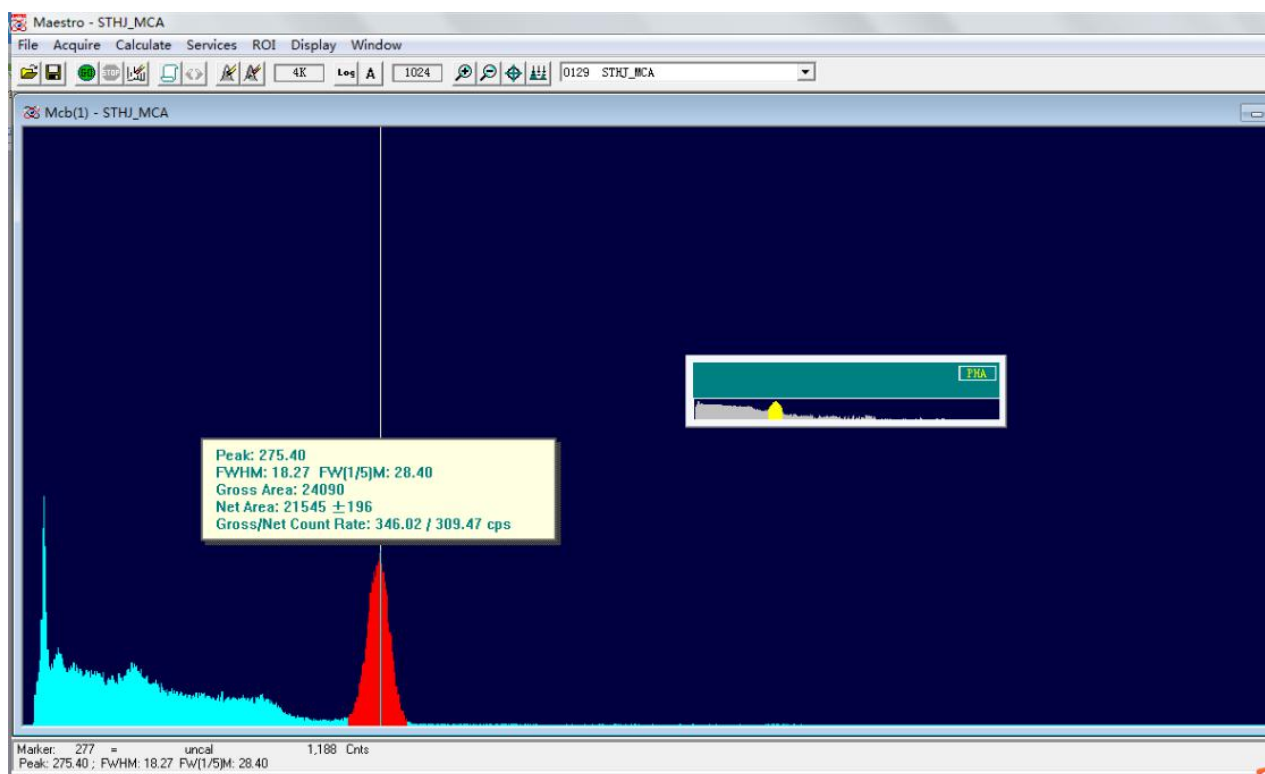 Maestro - STHJ_MCA
File Acquire Calculate Services ROI Display Window
GO STOP 4K Log A 1024 0129 STHJ_MCA
Mcb(1) - STHJ_MCA
PHA
Peak: 275.40
FWHM: 18.27 FW(1/5)M: 28.40
Gross Area: 24090
Net Area: 21545 ±196
Gross/Net Count Rate: 346.02 / 309.47 cps
Marker: 277 = uncal 1,188 Cnts
Peak: 275.40 ; FWHM: 18.27 FW(1/5)M: 28.40